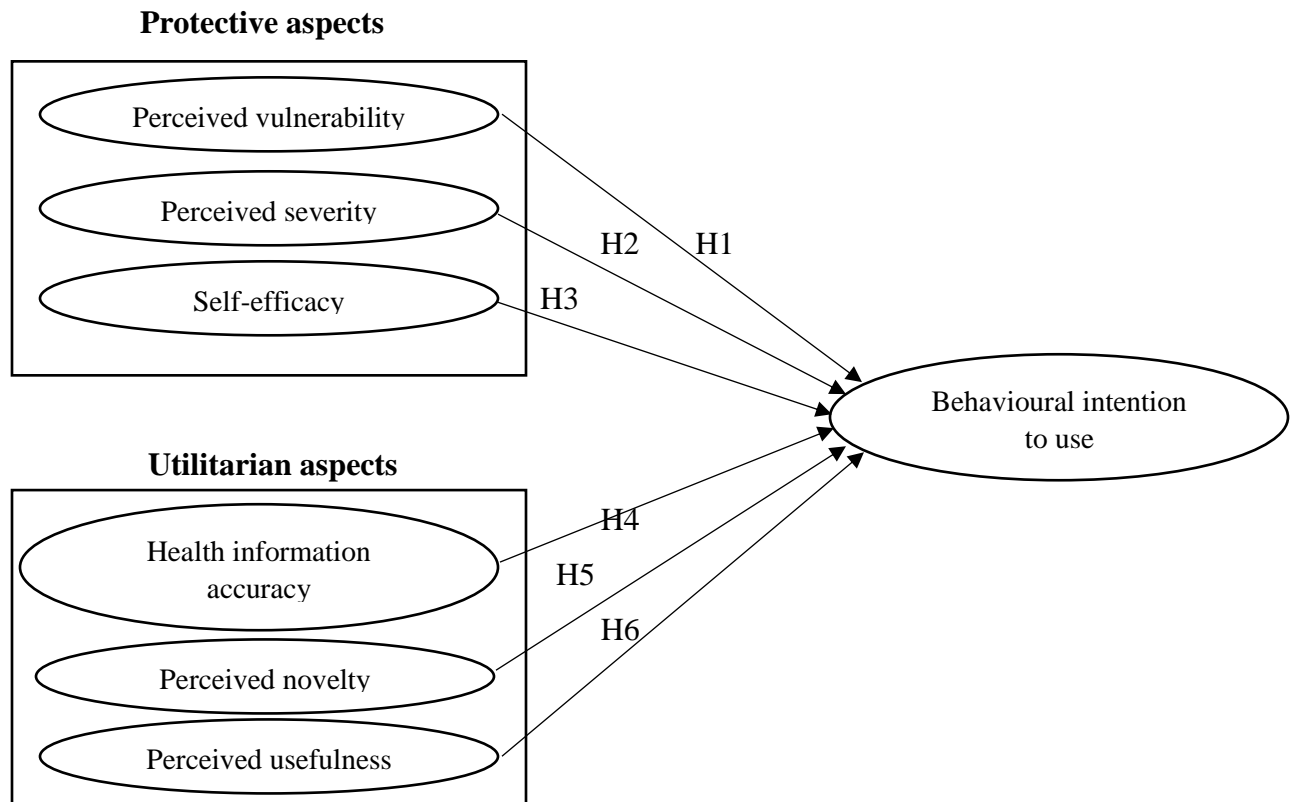 Protective aspects
Perceived vulnerability
Perceived severity
Self-efficacy
H1
H2
H3
Behavioural intention
to use
Utilitarian aspects
Health information
accuracy
Perceived novelty
Perceived usefulness
H4
H5
H6